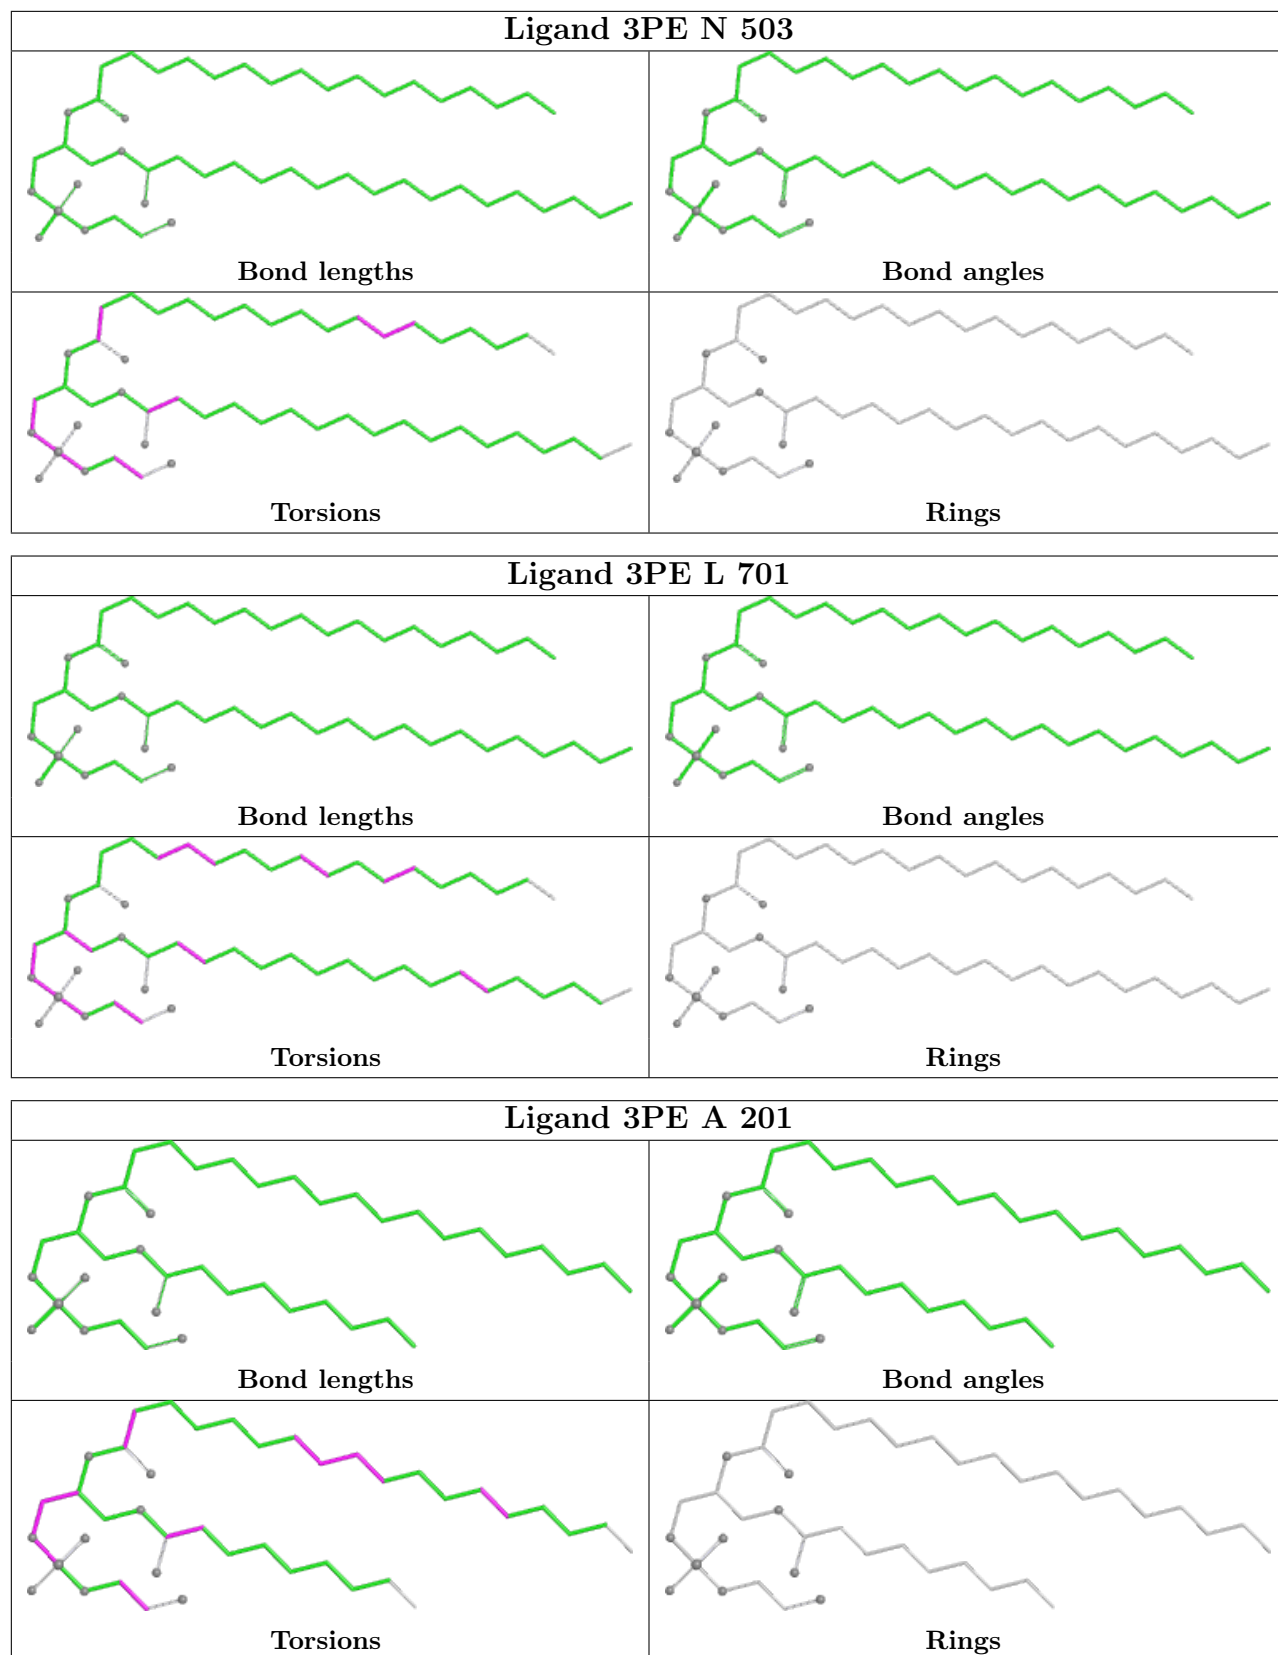 Ligand 3PE N 503
Bond lengths
Bond angles
Torsions
Rings
Ligand 3PE L 701
Bond lengths
Bond angles
Torsions
Rings
Ligand 3PE A 201
Bond lengths
Bond angles
Torsions
Rings